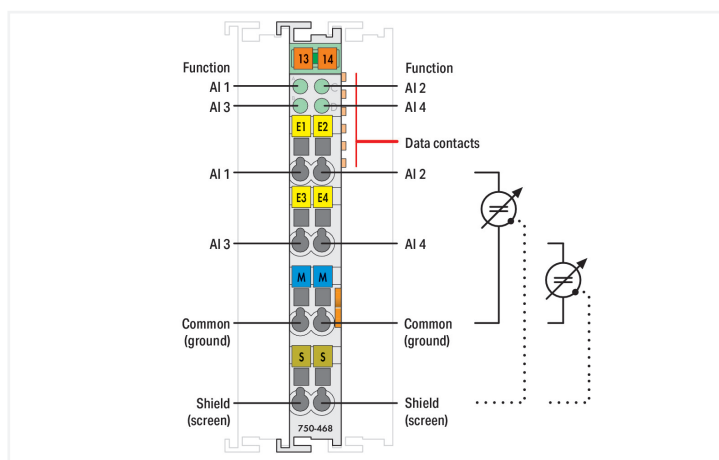 13 14
Function
Function
AI 1
C
AI 2
AI 3
D
AI 4
E1 E2
Data contacts
AI 1
AI 2
E3 E4
AI 3
AI 4
M M
Common
(ground)
Common
(ground)
S S
Shield
(screen)
Shield
(screen)
750-468